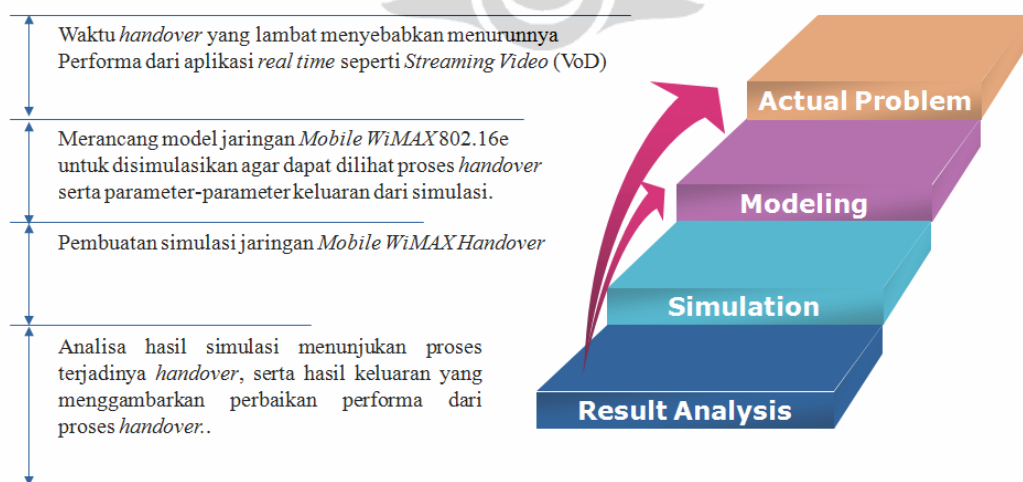 Waktu handover yang lambat menyebabkan menurunnya
Performa dari aplikasi real time seperti Streaming Video (VoD)
Actual Problem
Merancang model jaringan Mobile WiMAX 802.16e
untuk disimulasikan agar dapat dilihat proses handover
serta parameter-parameter keluaran dari simulasi.
Modeling
Pembuatan simulasi jaringan Mobile WiMAX Handover
Simulation
Analisa hasil simulasi menunjukan proses
terjadinya handover, serta hasil keluaran yang
menggambarkan perbaikan performa dari
proses handover..
Result Analysis